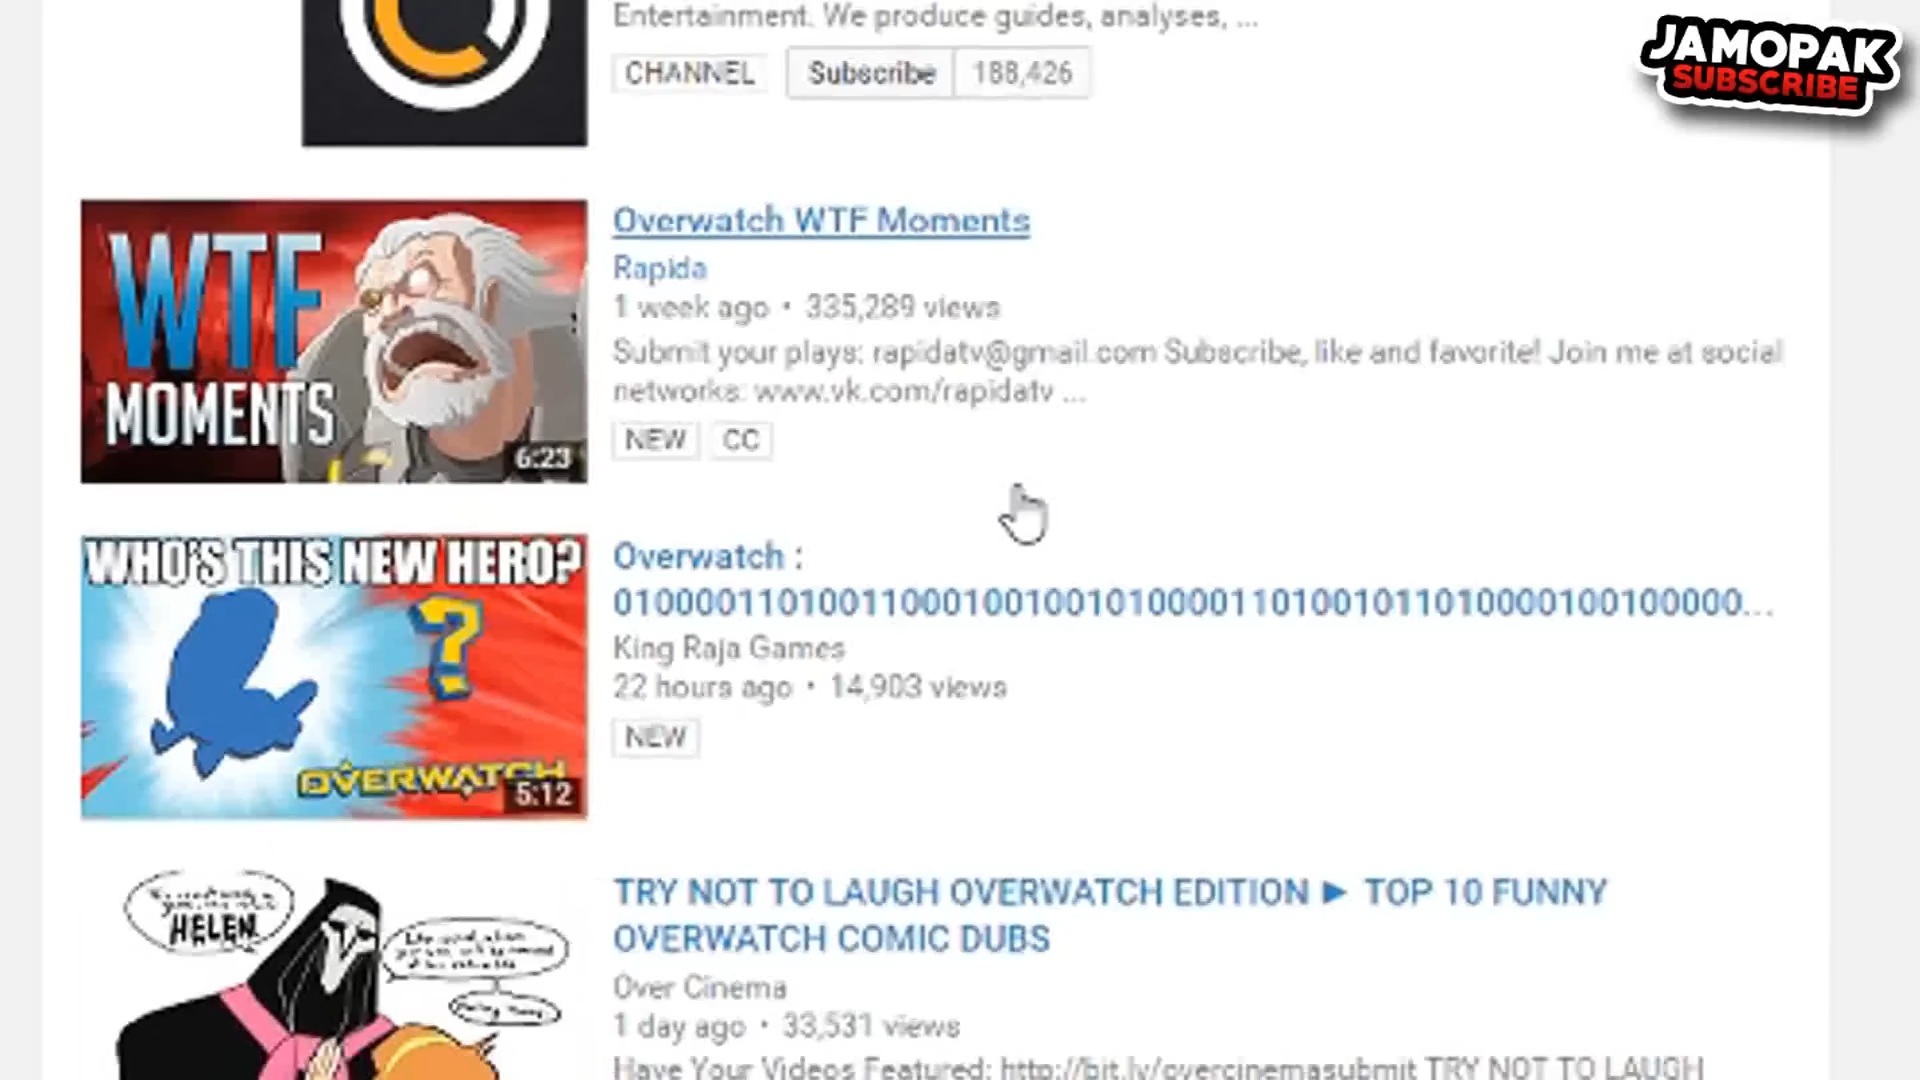 Entertainment. We produce guides, analyses, ...
CHANNEL Subscribe 188,426
JAMOPAK
SUBSCRIBE
WTF
MOMENTS
6:23
Overwatch WTF Moments
Rapida
1 week ago • 335,289 views
Submit your plays: rapidatv@gmail.com Subscribe, like and favorite! Join me at social
networks: www.vk.com/rapidatv ...
NEW CC
WHO'S THIS NEW HERO?
?
OVERWATCH
5:12
Overwatch :
0100001101001100010010010100001101001011010000100100000...
King Raja Games
22 hours ago • 14,903 views
NEW
HELEN
TRY NOT TO LAUGH OVERWATCH EDITION ► TOP 10 FUNNY
OVERWATCH COMIC DUBS
Over Cinema
1 day ago • 33,531 views
Have Your Videos Featured: http://bit.ly/overcinemasubmit TRY NOT TO LAUGH